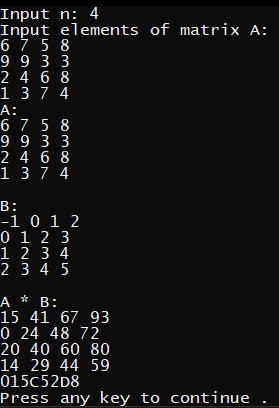 Input n: 4
Input elements of matrix A:
6 7 5 8
9 9 3 3
2 4 6 8
1 3 7 4
A:
6 7 5 8
9 9 3 3
2 4 6 8
1 3 7 4
B:
-1 0 1 2
0 1 2 3
1 2 3 4
2 3 4 5
A * B:
15 41 67 93
0 24 48 72
20 40 60 80
14 29 44 59
015C52D8
Press any key to continue .